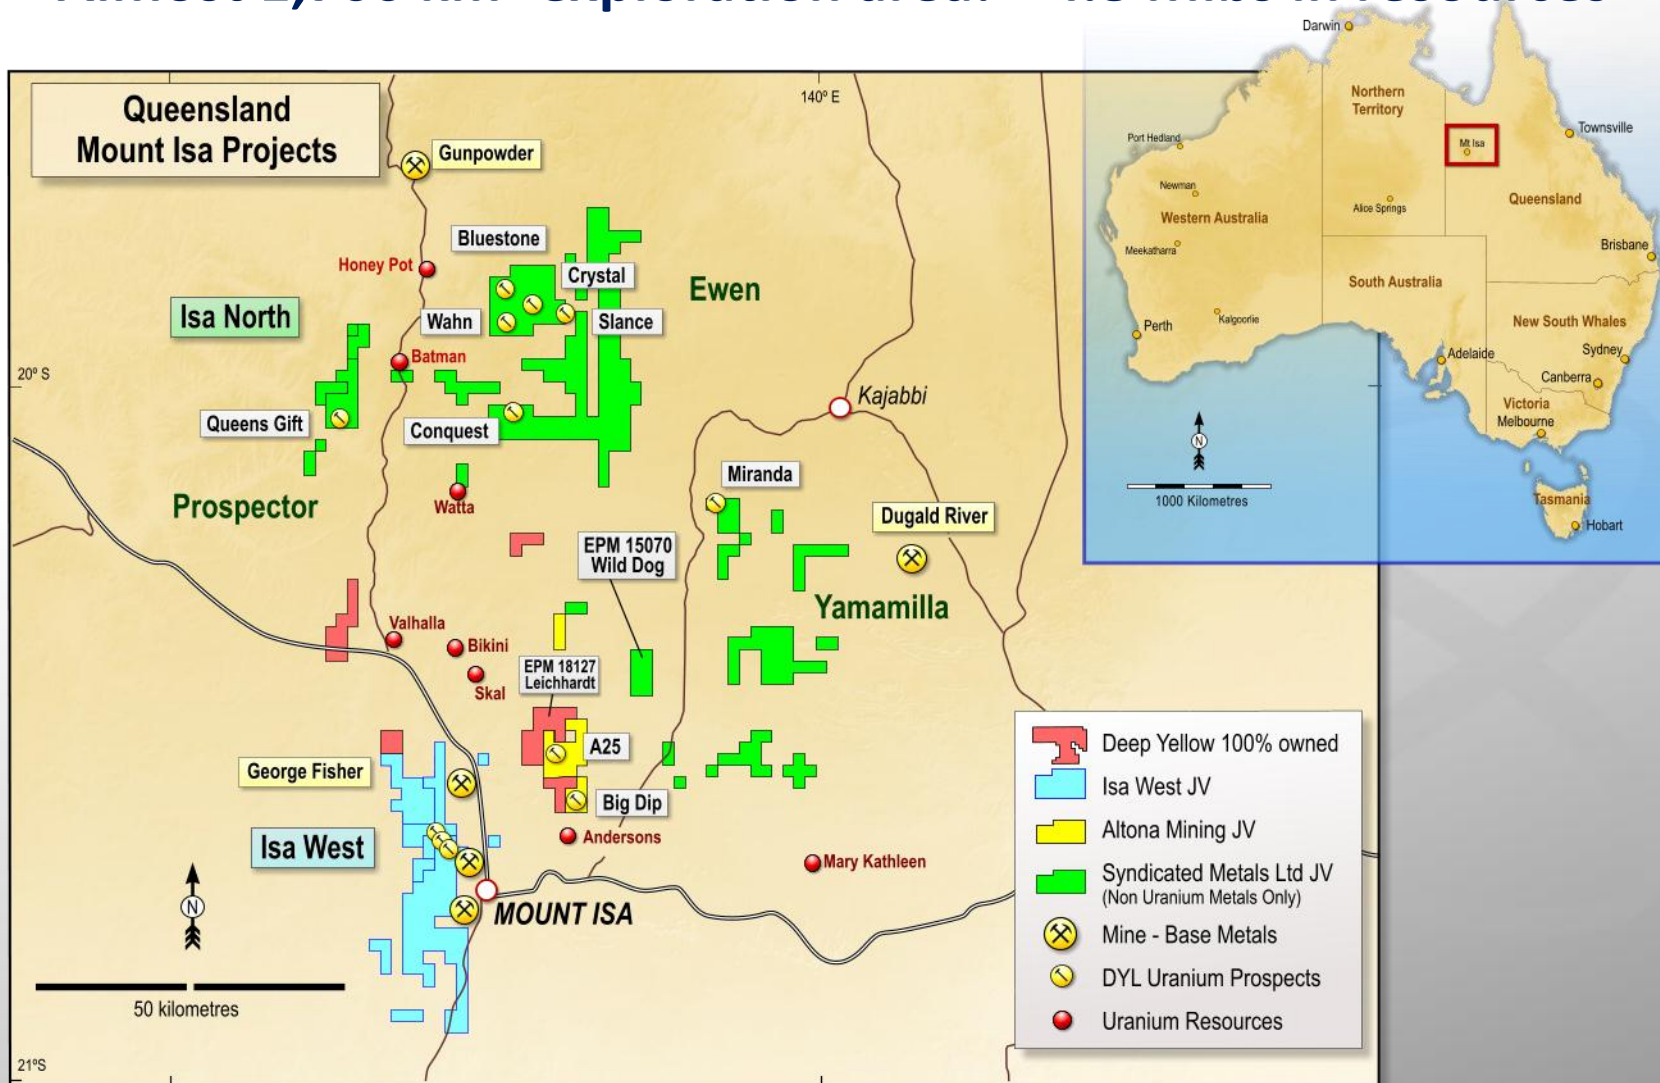 Queensland
Mount Isa Projects
140º E
Gunpowder
Bluestone
Honey Pot
Crystal
Ewen
Isa North
Wahn
Slance
Batman
20º S
Kajabbi
Queens Gift
Conquest
Miranda
Prospector
Watta
Dugald River
EPM 15070
Wild Dog
Yamamilla
Valhalla
Bikini
EPM 18127
Leichhardt
Skal
A25
George Fisher
Big Dip
Andersons
Isa West
Mary Kathleen
N
MOUNT ISA
50 kilometres
21ºS
Deep Yellow 100% owned
Isa West JV
Altona Mining JV
Syndicated Metals Ltd JV
(Non Uranium Metals Only)
Mine - Base Metals
DYL Uranium Prospects
Uranium Resources
Darwin
Northern
Territory
Port Hedland
Townsville
Mt Isa
Newman
Alice Springs
Queensland
Western Australia
Meekatharra
Brisbane
South Australia
Kalgoorlie
New South Whales
Perth
Adelaide
Sydney
Canberra
Victoria
Melbourne
N
1000 Kilometres
Tasmania
Hobart